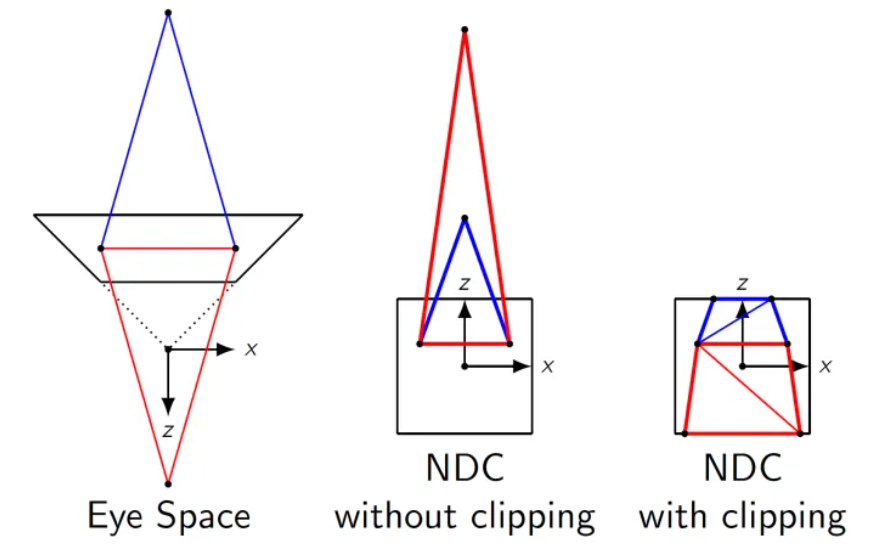 x
z
Eye Space
z
x
NDC
without clipping
z
x
NDC
with clipping